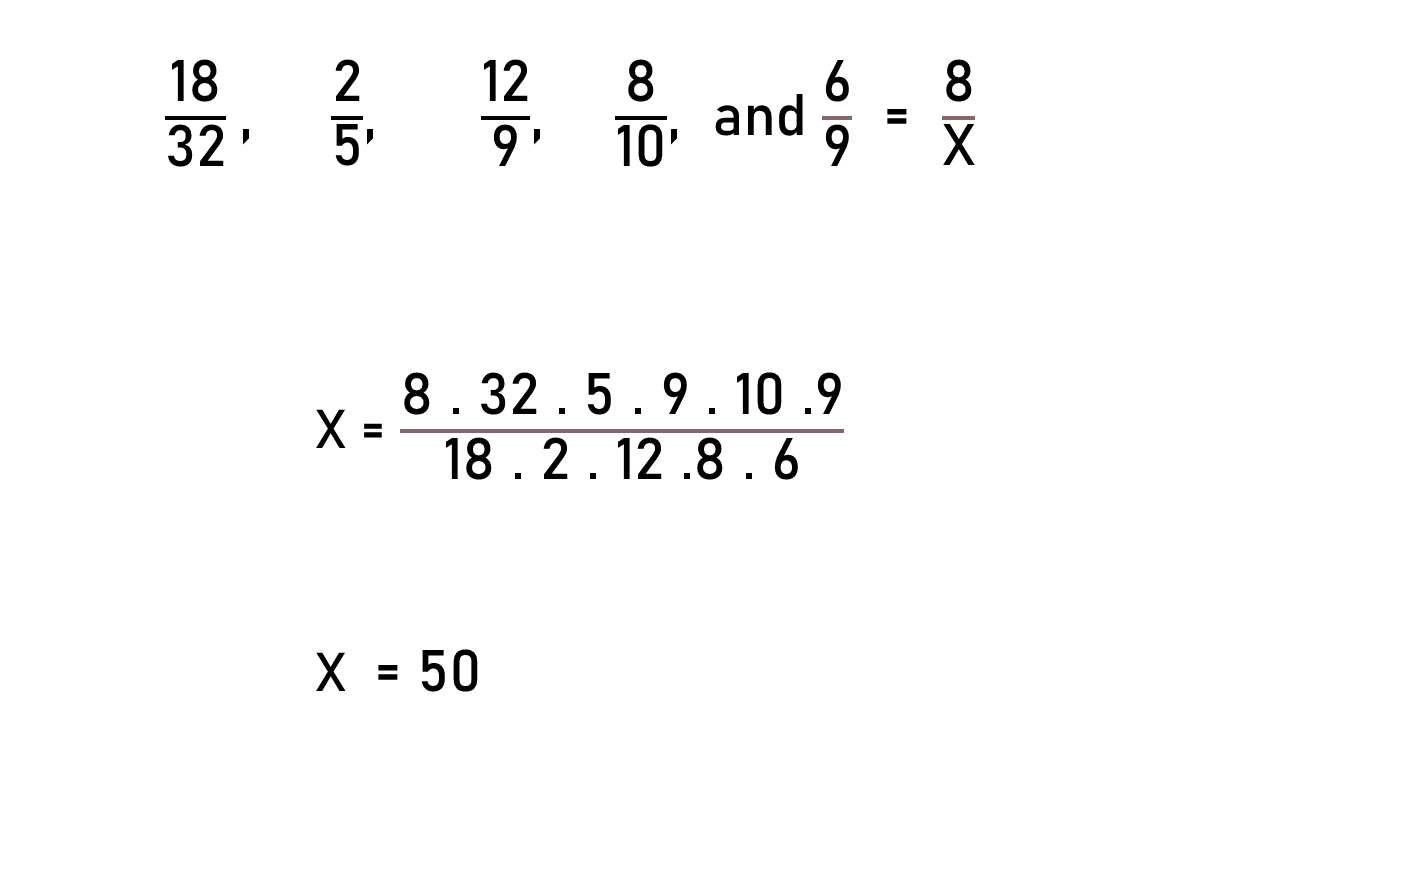 18/32 , 2/5, 12/9 , 8/10, and 6/9 = 8/X
X = 8 . 32 . 5 . 9 . 10 .9 / 18 . 2 . 12 .8 . 6
X = 50